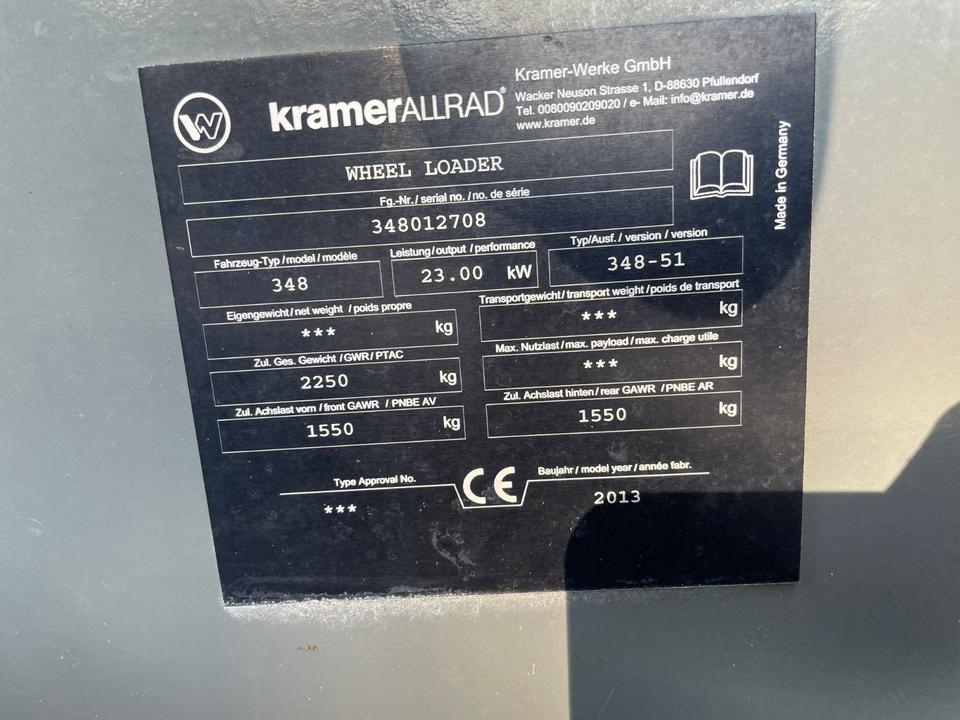 Kramer-Werke GmbH
Wacker Neuson Strasse 1, D-88630 Pfullendorf
Tel. 0080090209020 / e- Mail: info@kramer.de
www.kramer.de
W kramerALLRAD®
WHEEL LOADER
Made in Germany
Fg.-Nr. / serial no. / no. de série
348012708
Fahrzeug-Typ / model / modèle Leistung / output / performance Typ/Ausf. / version / version
348 23.00 kW 348-51
Eigengewicht / net weight / poids propre Transportgewicht / transport weight / poids de transport
*** kg *** kg
Zul. Ges. Gewicht / GWR / PTAC Max. Nutzlast / max. payload / max. charge utile
2250 kg *** kg
Zul. Achslast vorn / front GAWR / PNBE AV Zul. Achslast hinten / rear GAWR / PNBE AR
1550 kg 1550 kg
Type Approval No. CE Baujahr / model year / année fabr.
*** 2013